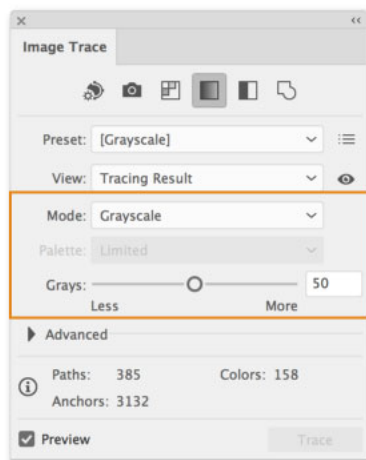 Image Trace
Preset: [Grayscale]
View: Tracing Result
Mode: Grayscale
Palette: Limited
Grays: 50
Less More
Advanced
Paths: 385 Colors: 158
Anchors: 3132
Preview Trace